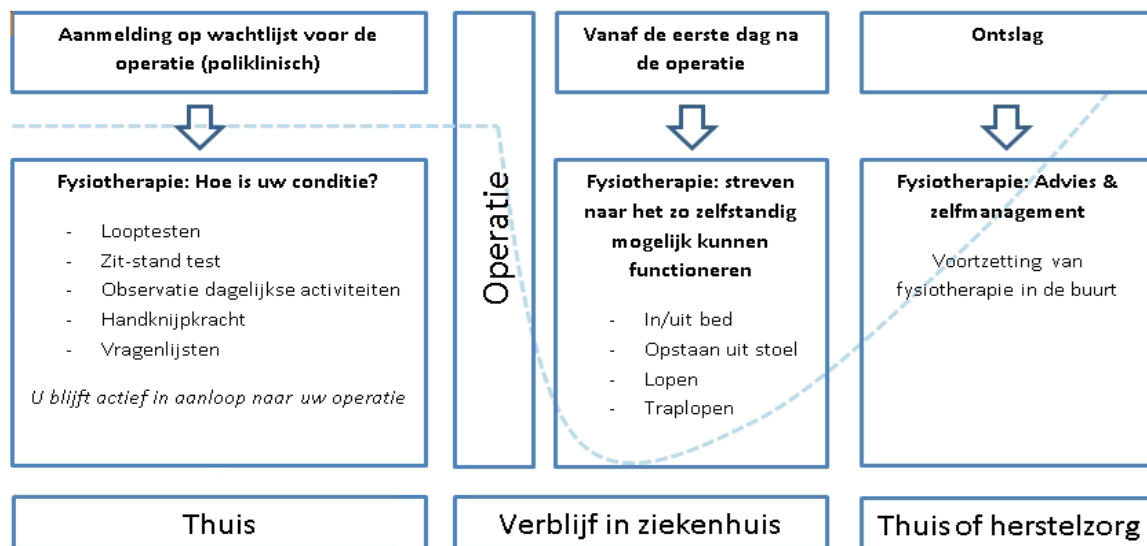 Aanmelding op wachtlijst voor de
operatie (poliklinisch)
Fysiotherapie: Hoe is uw conditie?
- Looptesten
- Zit-stand test
- Observatie dagelijkse activiteiten
- Handknijpkracht
- Vragenlijsten
U blijft actief in aanloop naar uw operatie
Thuis
Operatie
Vanaf de eerste dag na
de operatie
Fysiotherapie: streven
naar het zo zelfstandig
mogelijk kunnen
functioneren
- In/uit bed
- Opstaan uit stoel
- Lopen
- Traplopen
Verblijf in ziekenhuis
Ontslag
Fysiotherapie: Advies &
zelfmanagement
Voortzetting van
fysiotherapie in de buurt
Thuis of herstelzorg